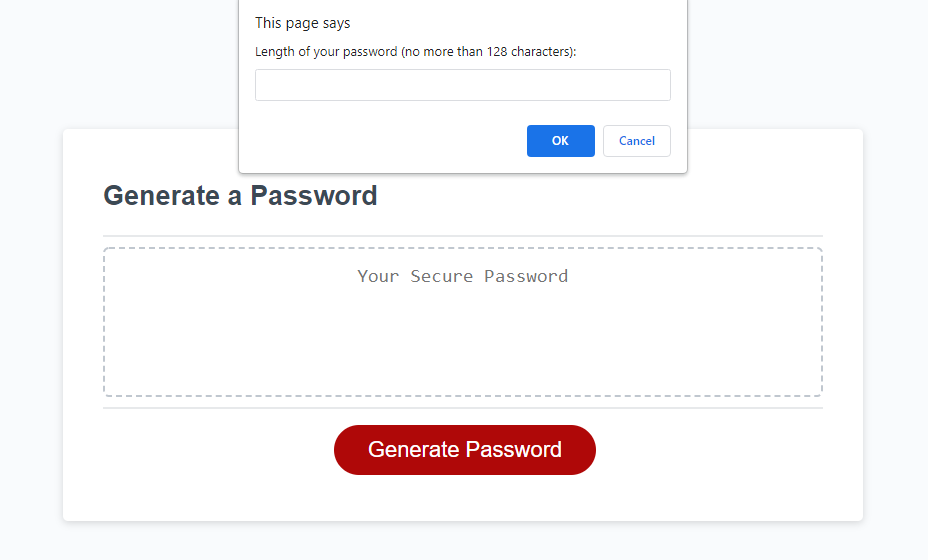 This page says
Length of your password (no more than 128 characters):
OK
Cancel
Generate a Password
Your Secure Password
Generate Password